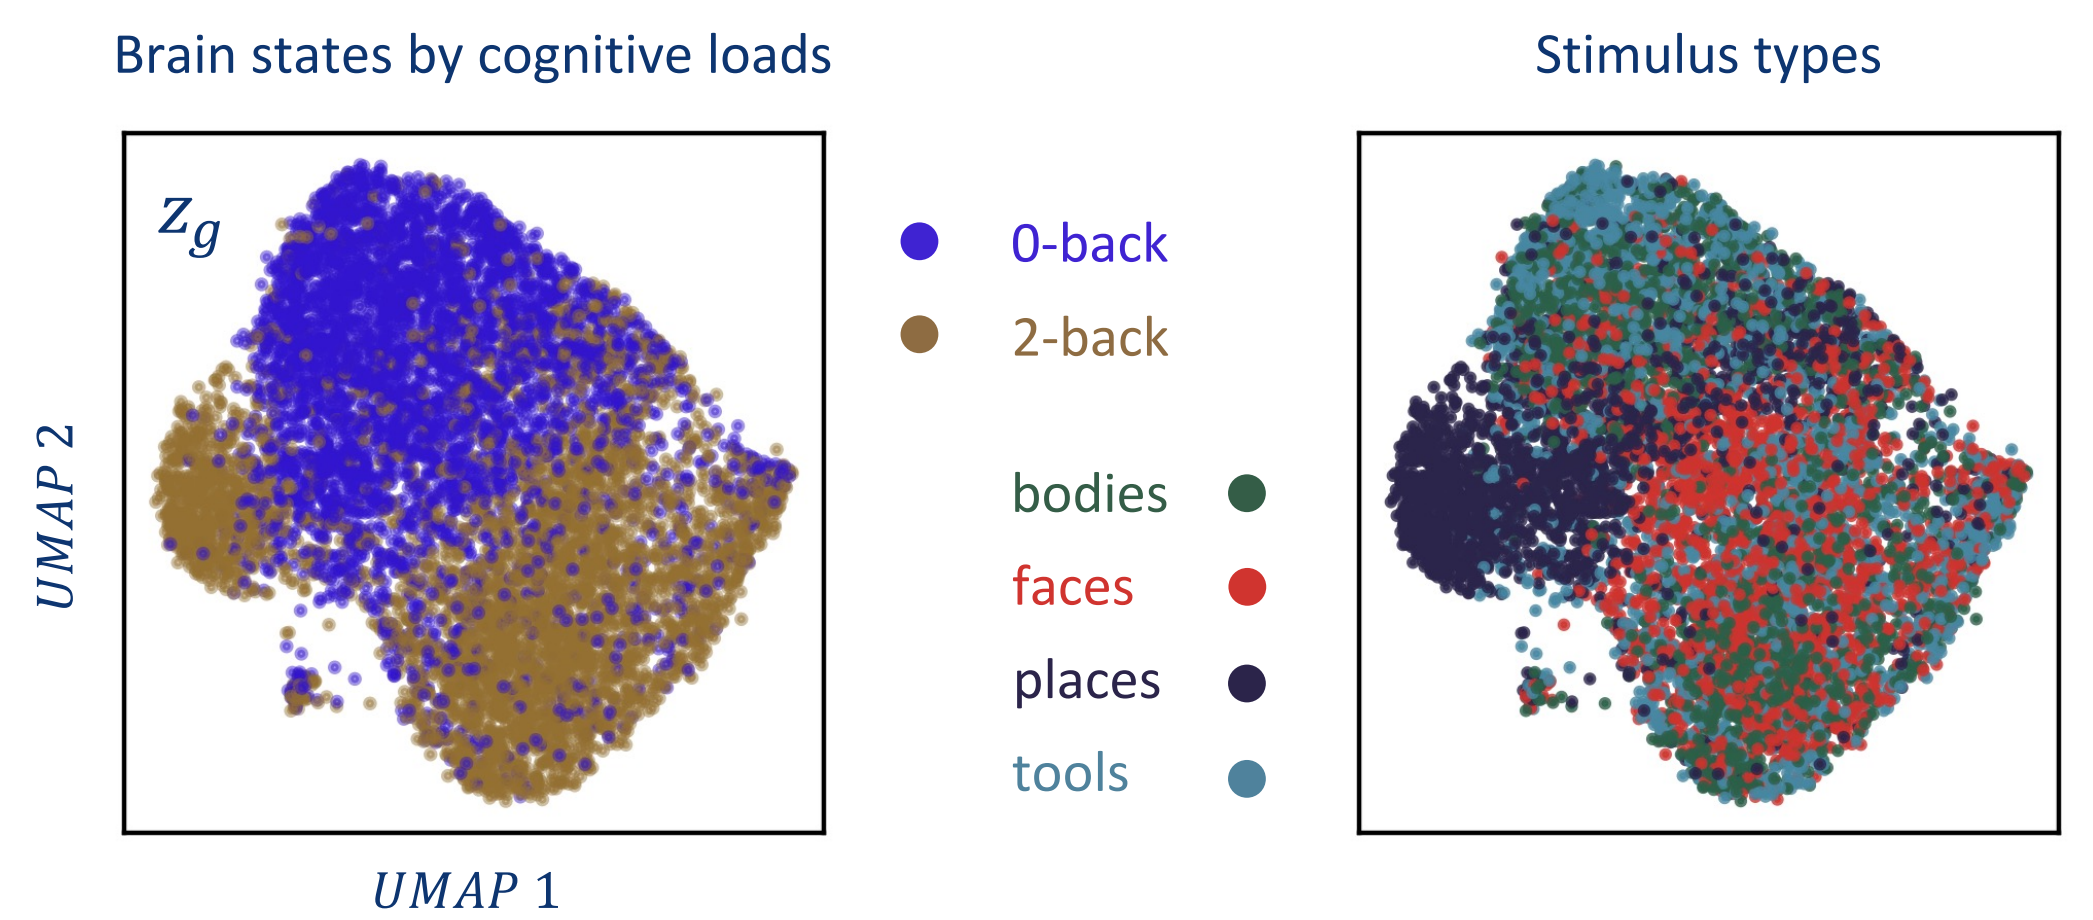 Brain states by cognitive loads
Stimulus types
Zg
0-back
2-back
bodies
faces
places
tools
UMAP 2
UMAP 1